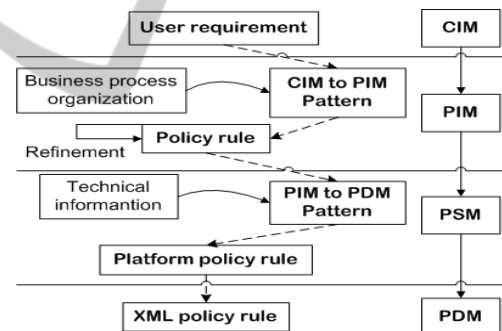 User requirement
CIM
Business process
organization
CIM to PIM
Pattern
PIM
Policy rule
Refinement
Technical
informantion
PIM to PDM
Pattern
PSM
Platform policy rule
XML policy rule
PDM